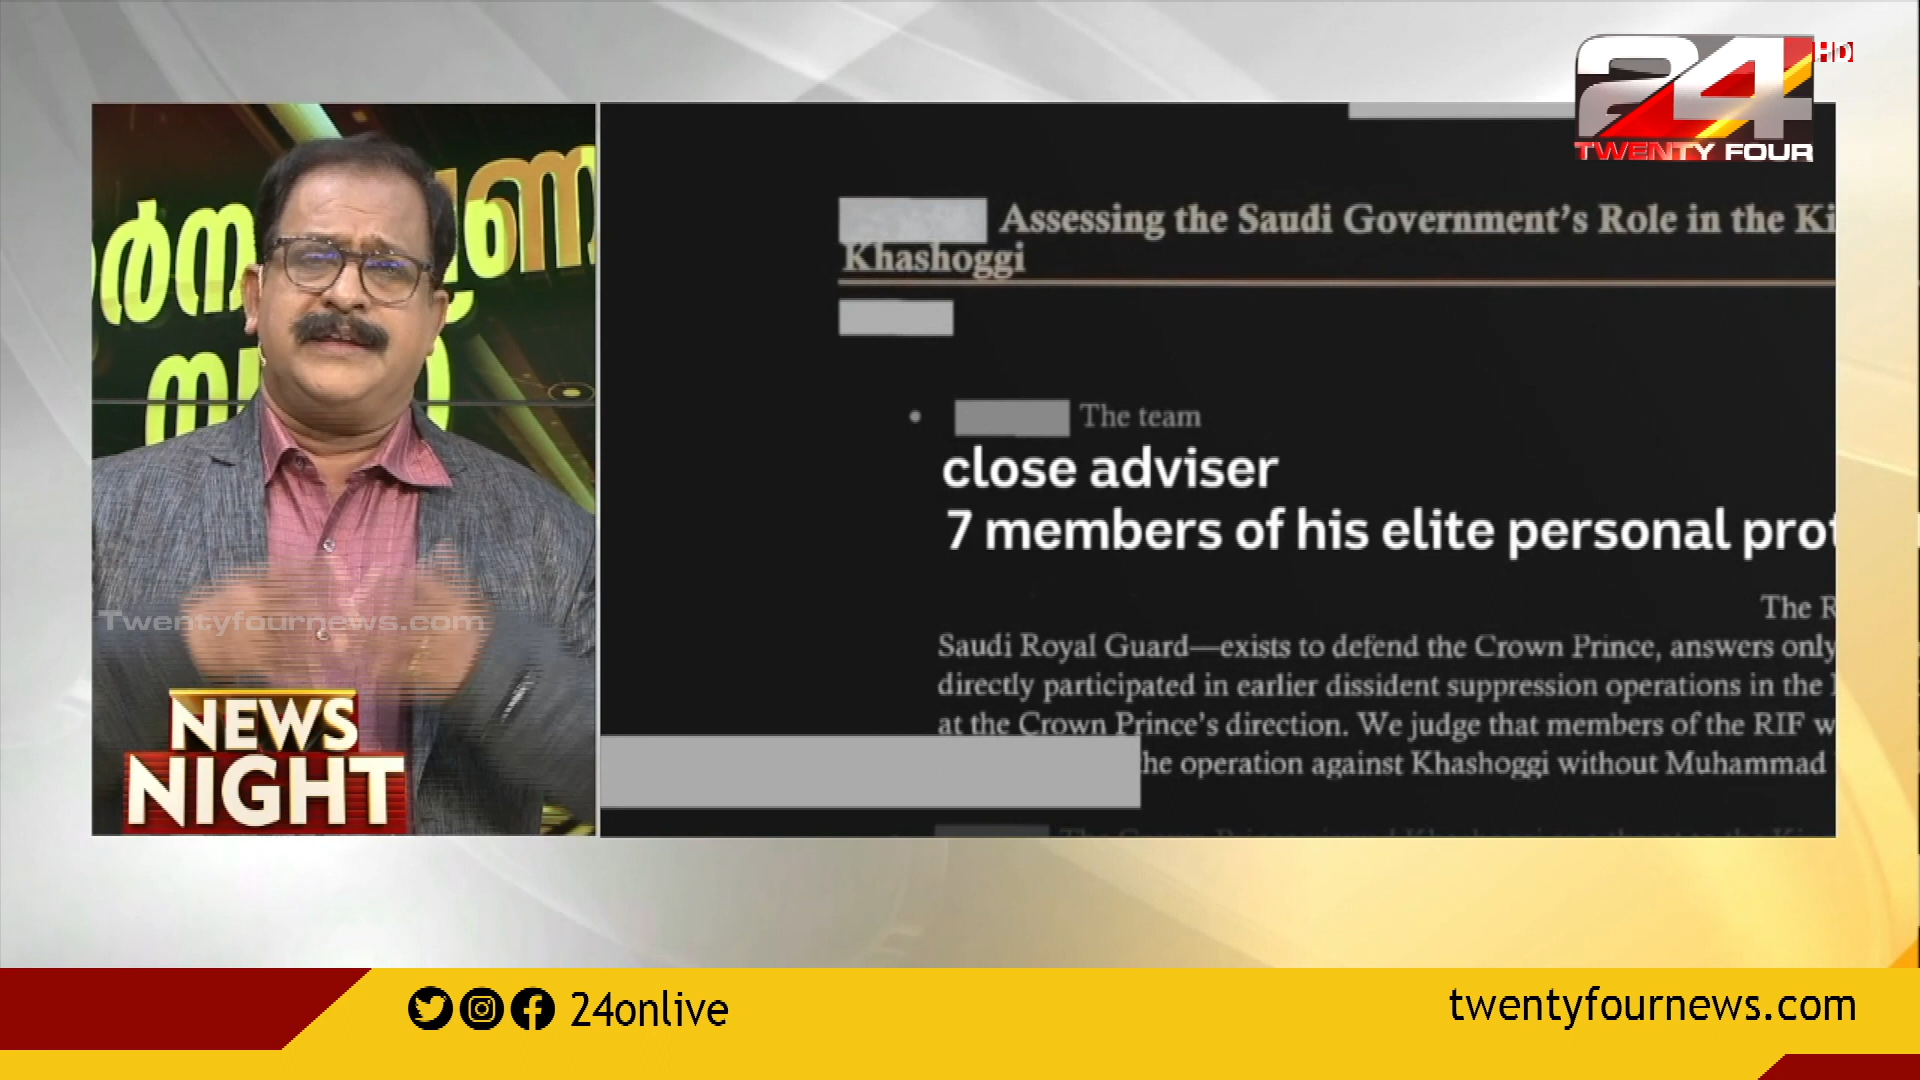 24
HD
TWENTY FOUR
Assessing the Saudi Government's Role in the
Khashoggi
• The team
close adviser
7 members of his elite personal
The
Saudi Royal Guard—exists to defend the Crown Prince, answers only
directly participated in earlier dissident suppression operations in the
at the Crown Prince's direction. We judge that members of the RIF
operation against Khashoggi without Muhammad
Twentyfournews.com
NEWS
NIGHT
24onlive
twentyfournews.com